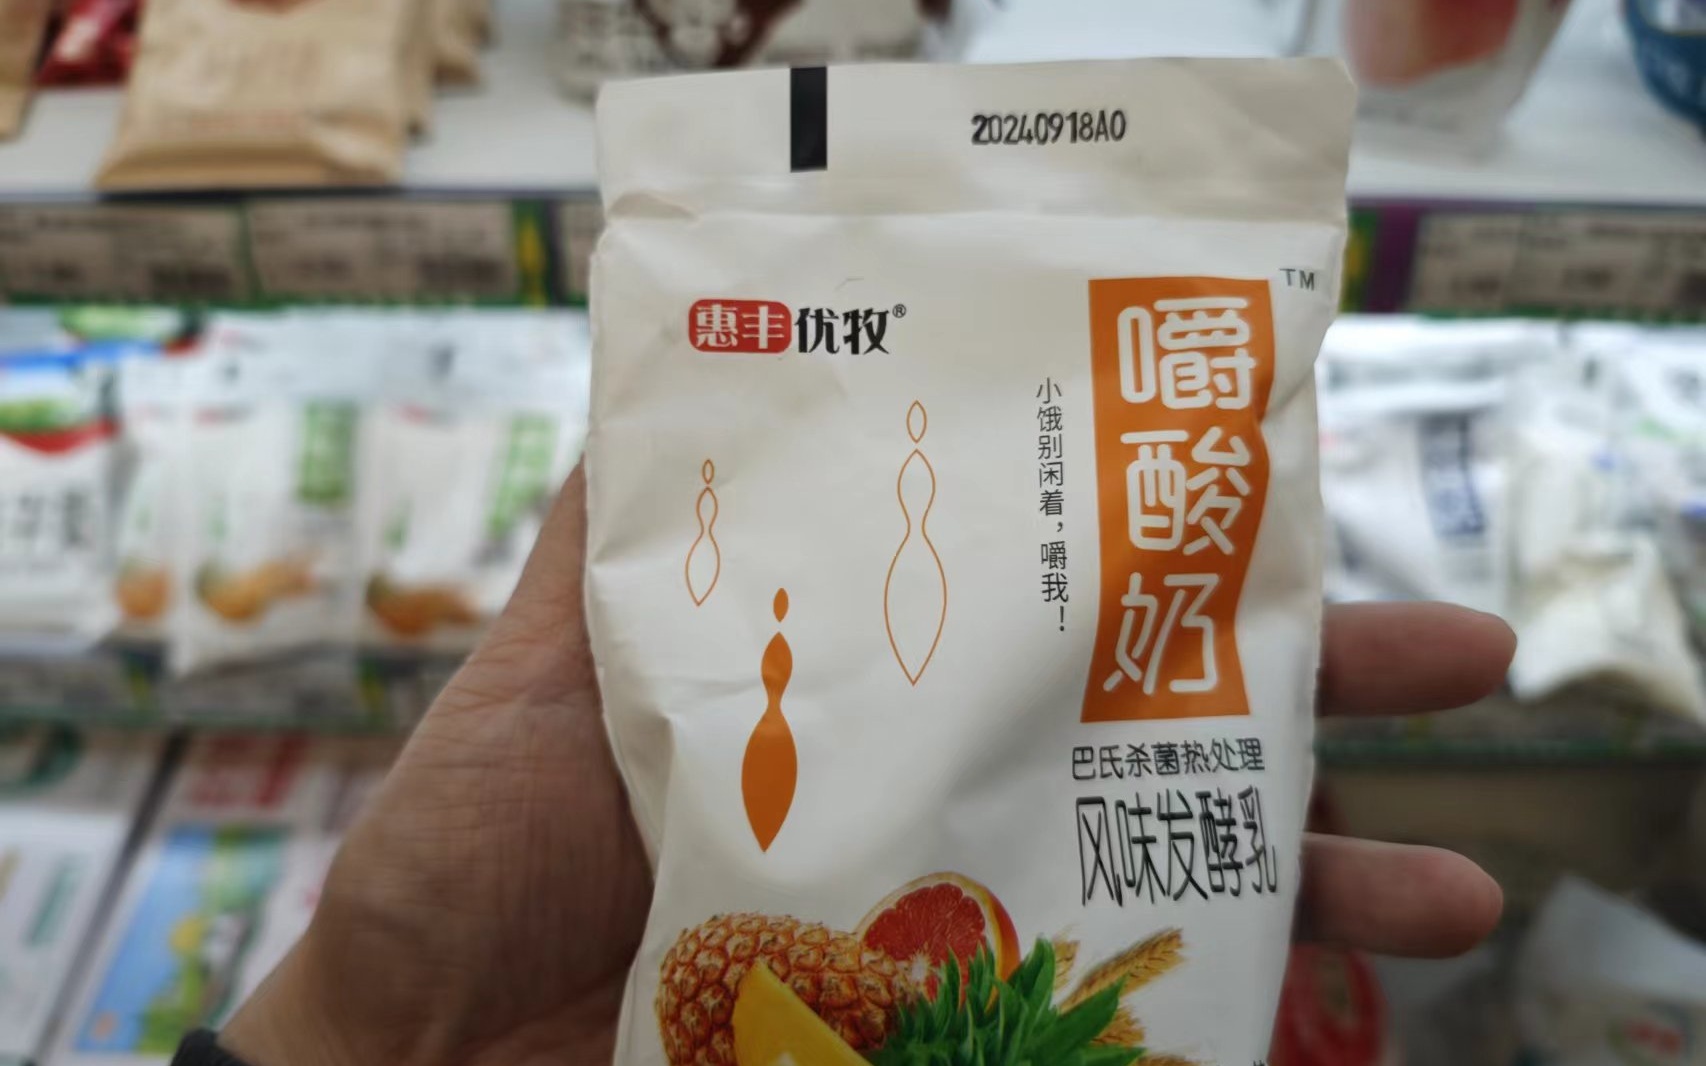 20240918A0
惠丰优牧®
嚼酸奶 TM
小饿别闲着，嚼我！
巴氏杀菌热处理
风味发酵乳